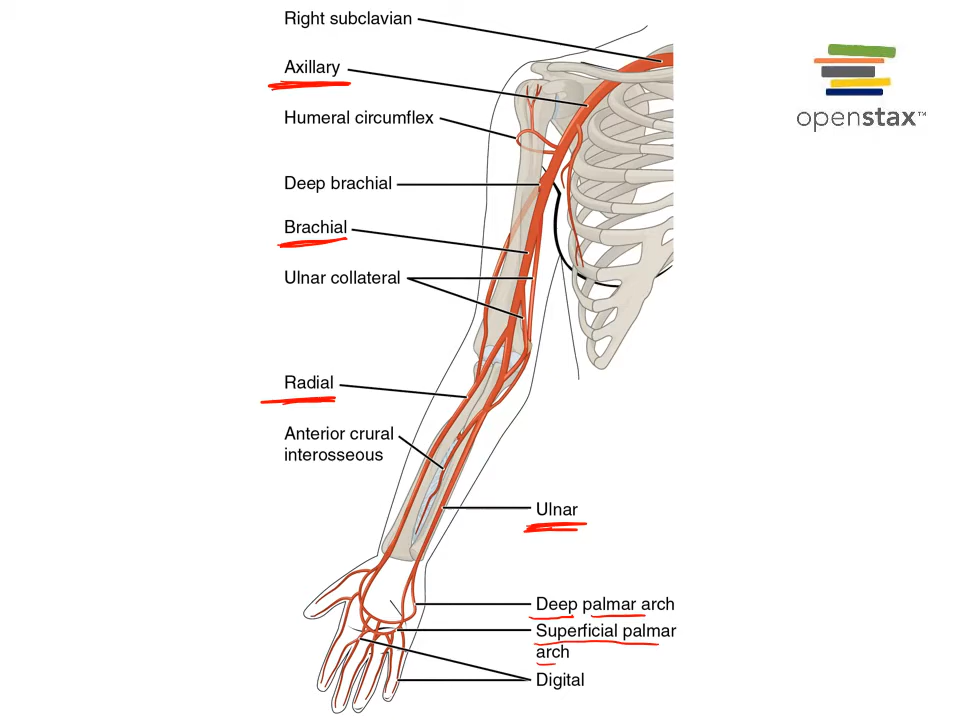 Right subclavian
Axillary
Humeral circumflex
Deep brachial
Brachial
Ulnar collateral
Radial
Anterior crural
interosseous
Ulnar
Deep palmar arch
Superficial palmar
arch
Digital
openstax™